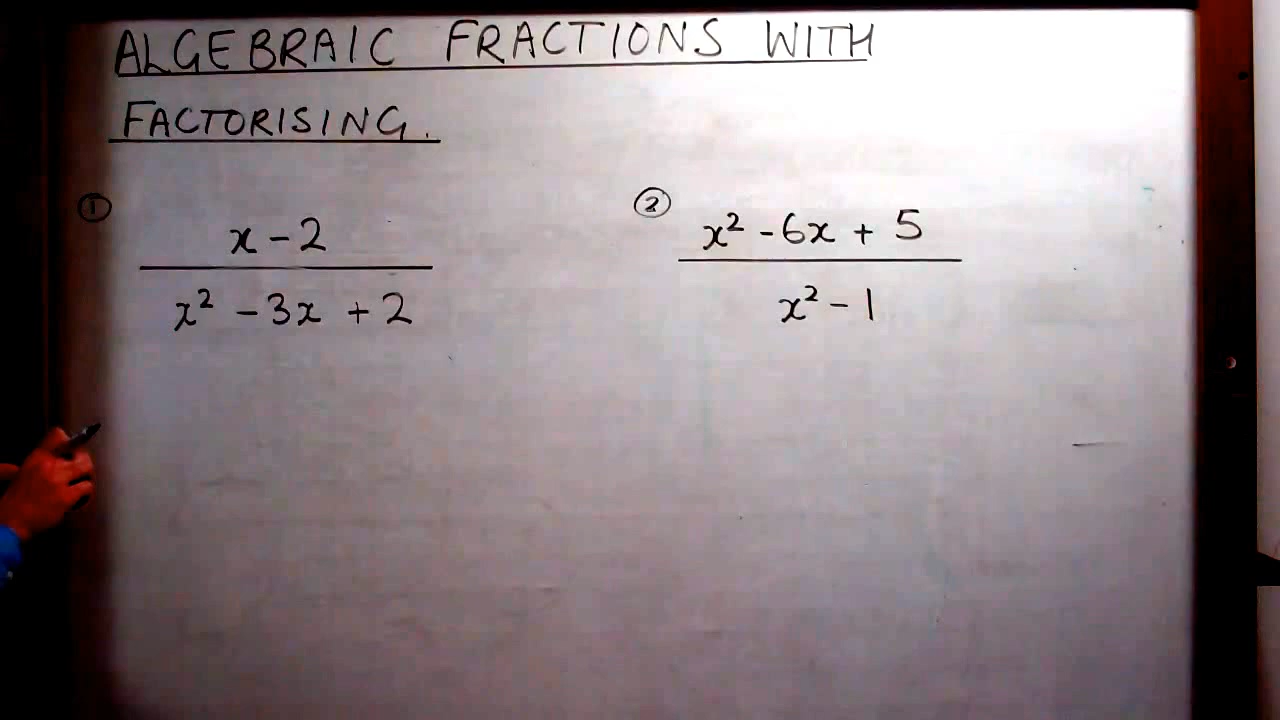 ALGEBRAIC FRACTIONS WITH
FACTORISING.
① x - 2
x² - 3x + 2
② x² - 6x + 5
x² - 1